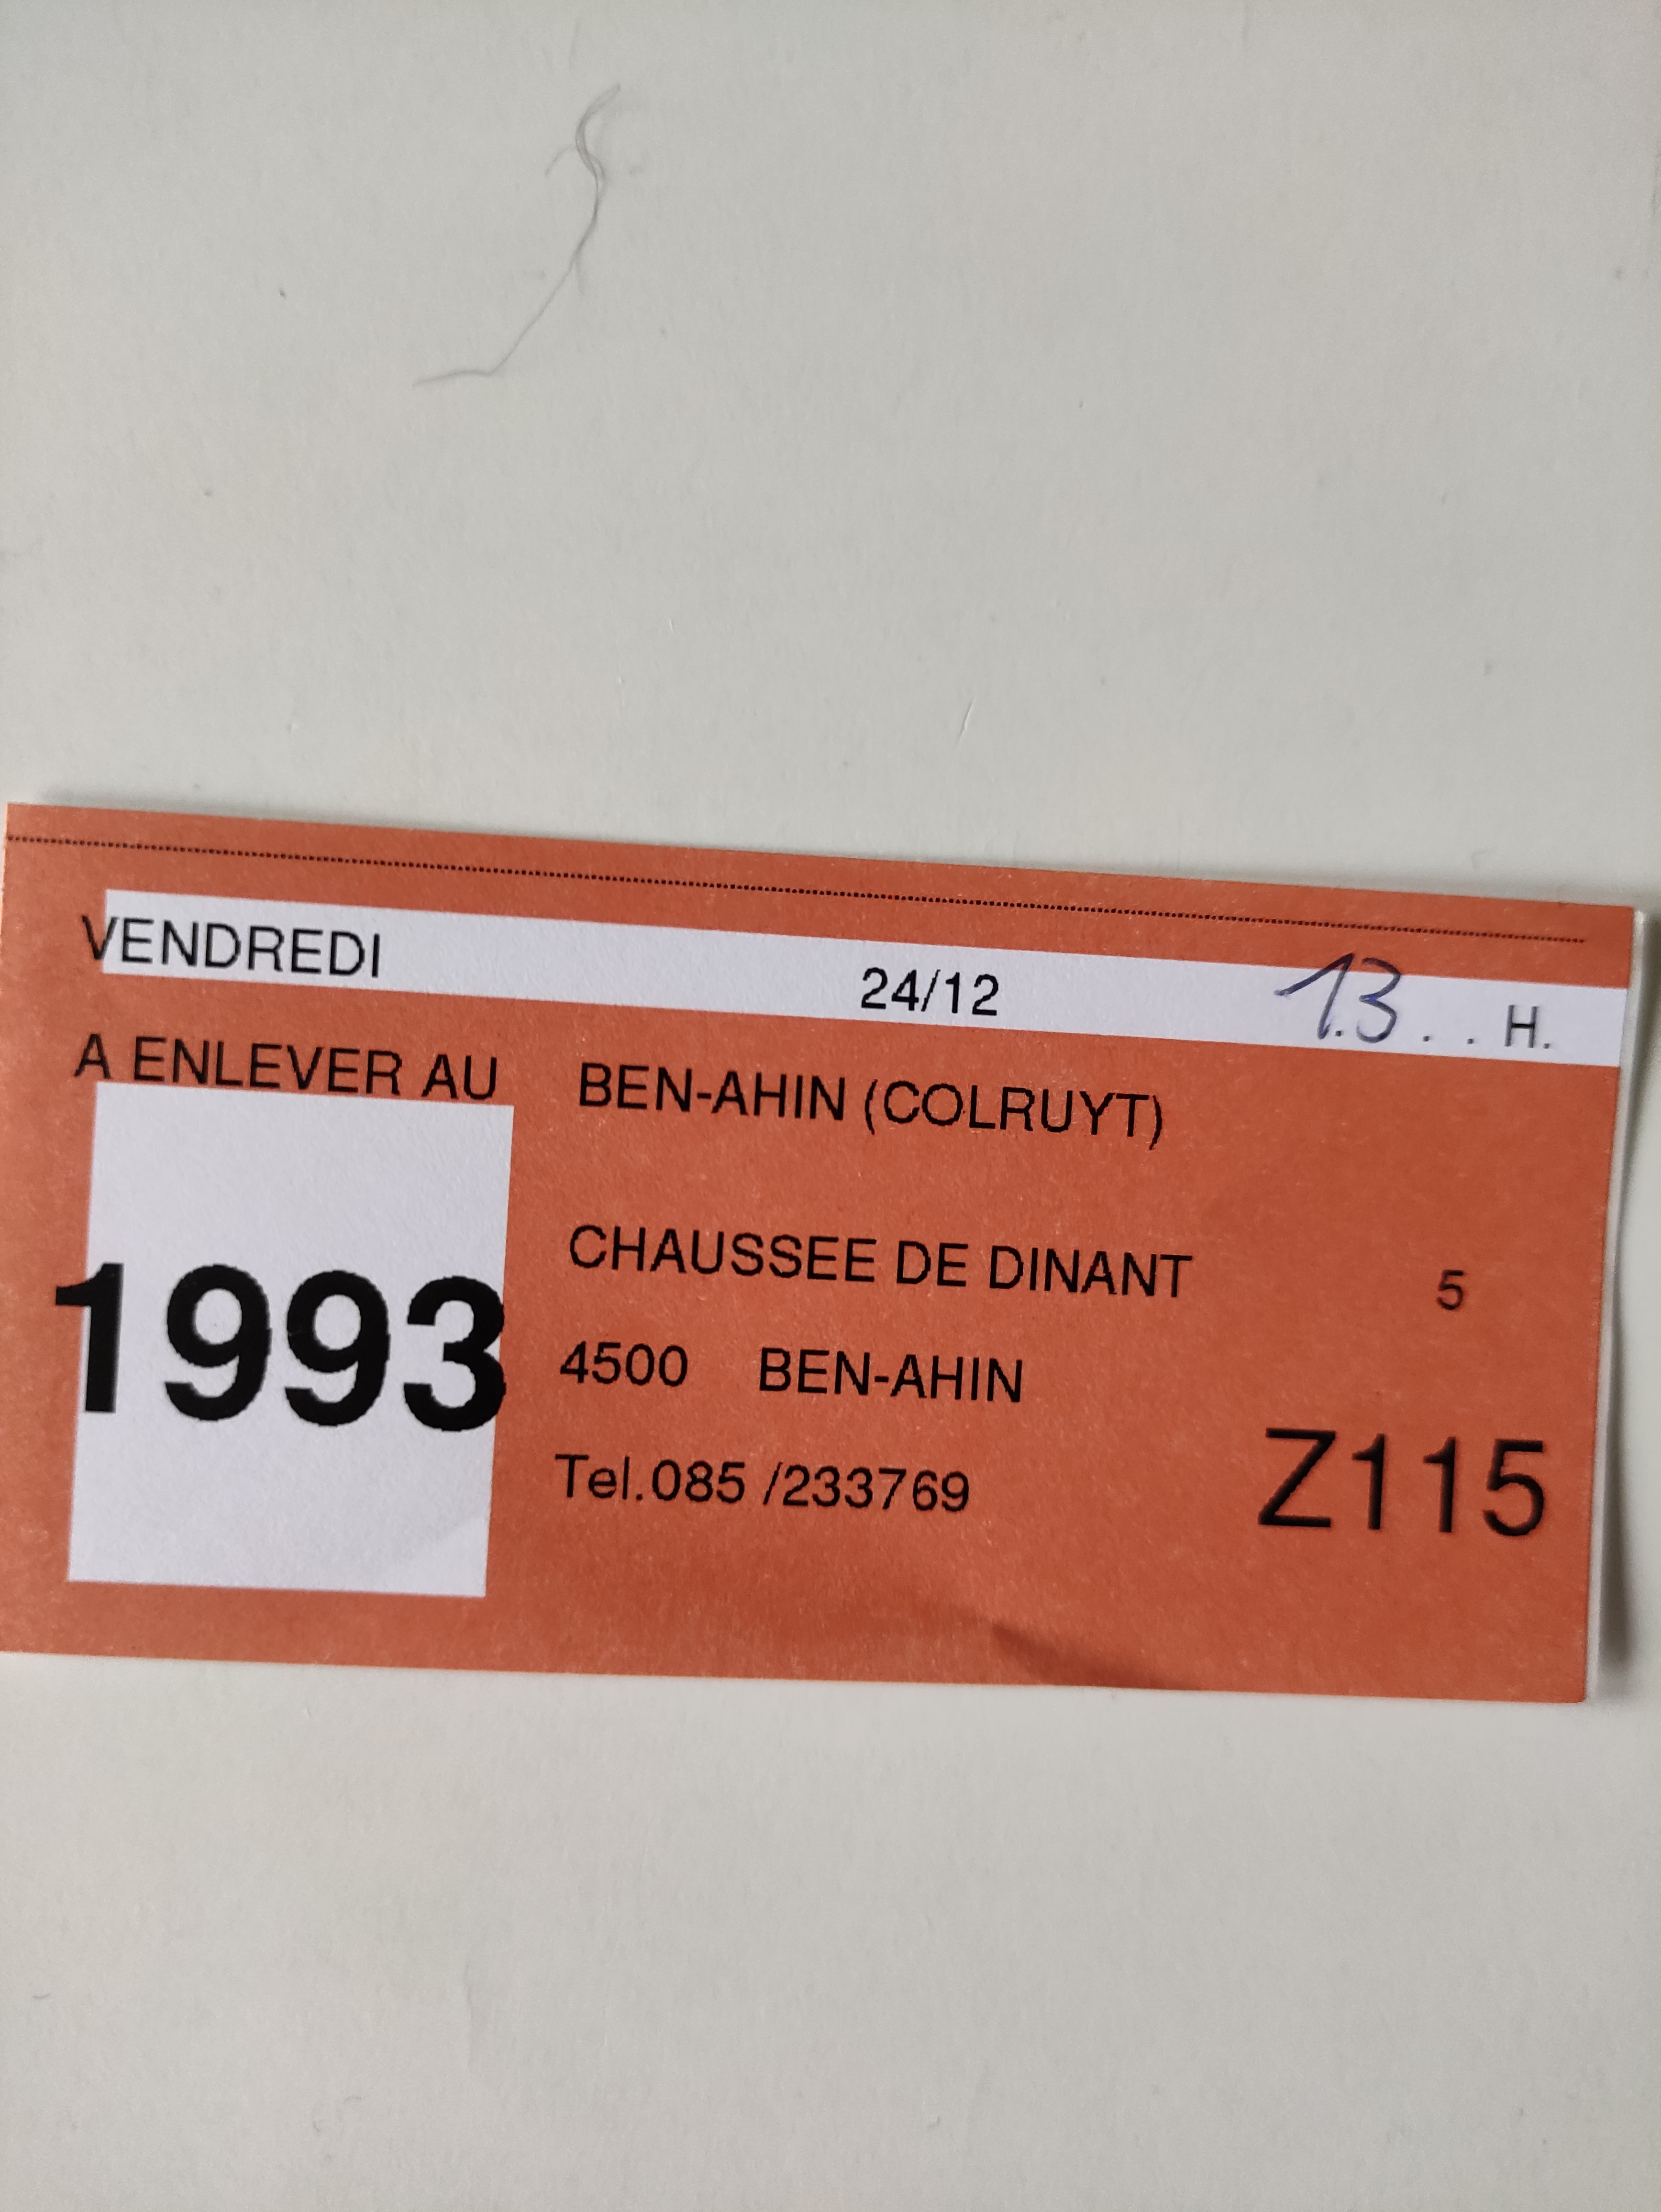 VENDREDI 24/12 13 . . H.
A ENLEVER AU BEN-AHIN (COLRUYT)
CHAUSSEE DE DINANT 5
1993
4500 BEN-AHIN
Tel.085 /233769
Z115